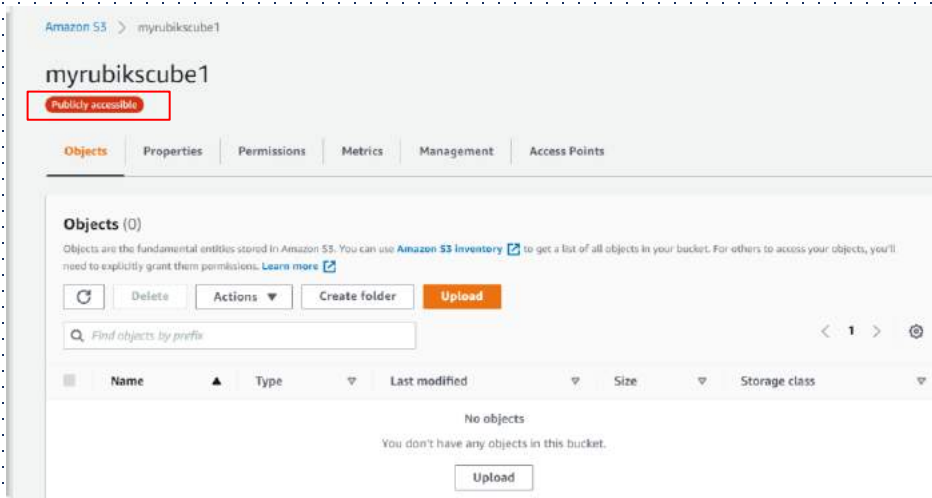 Amazon S3 > myrubikscube1
myrubikscube1
Publicly accessible
Objects Properties Permissions Metrics Management Access Points
Objects (0)
Objects are the fundamental entities stored in Amazon S3. You can use Amazon S3 inventory to get a list of all objects in your bucket. For others to access your objects, you'll
need to explicitly grant them permissions. Learn more
Delete Actions ▼ Create folder Upload
Find objects by prefix < 1 >
Name ▲ Type ▽ Last modified ▽ Size ▽ Storage class ▽
No objects
You don't have any objects in this bucket.
Upload